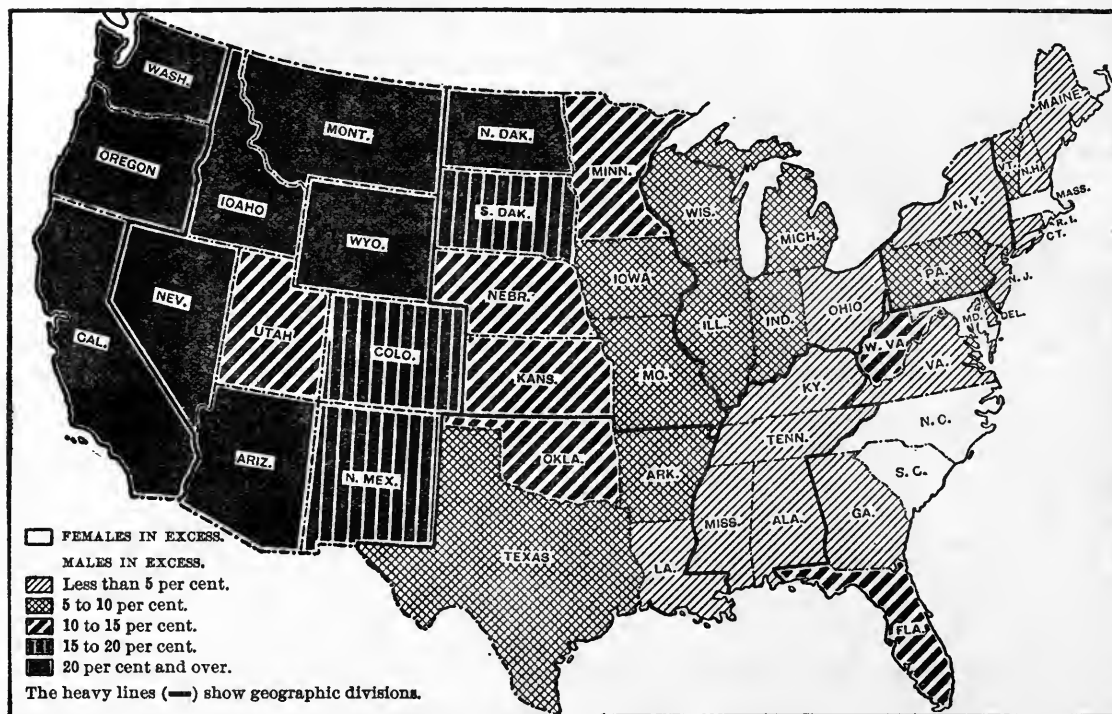 WASH.
OREGON
CAL.
NEV.
IDAHO
MONT.
WYO.
UTAH
ARIZ.
COLO.
N. MEX.
N. DAK.
S. DAK.
NEBR.
KANS.
OKLA.
TEXAS
MINN.
IOWA
MO.
ARK.
LA.
WIS.
ILL.
MICH.
IND.
OHIO
KY.
TENN.
MISS.
ALA.
GA.
FLA.
S. C.
N. C.
VA.
W. VA.
MD.
DEL.
PA.
N. J.
N. Y.
CT.
R. I.
MASS.
VT.
N. H.
MAINE
FEMALES IN EXCESS.
MALES IN EXCESS.
Less than 5 per cent.
5 to 10 per cent.
10 to 15 per cent.
15 to 20 per cent.
20 per cent and over.
The heavy lines (▬) show geographic divisions.